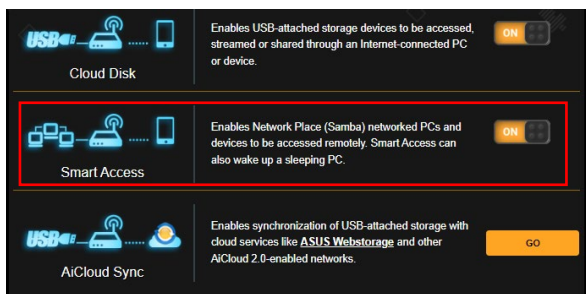 USB
Cloud Disk
Enables USB-attached storage devices to be accessed,
streamed or shared through an Internet-connected PC
or device.
ON
Smart Access
Enables Network Place (Samba) networked PCs and
devices to be accessed remotely. Smart Access can
also wake up a sleeping PC.
ON
USB
AiCloud Sync
Enables synchronization of USB-attached storage with
cloud services like ASUS Webstorage and other
AiCloud 2.0-enabled networks.
GO